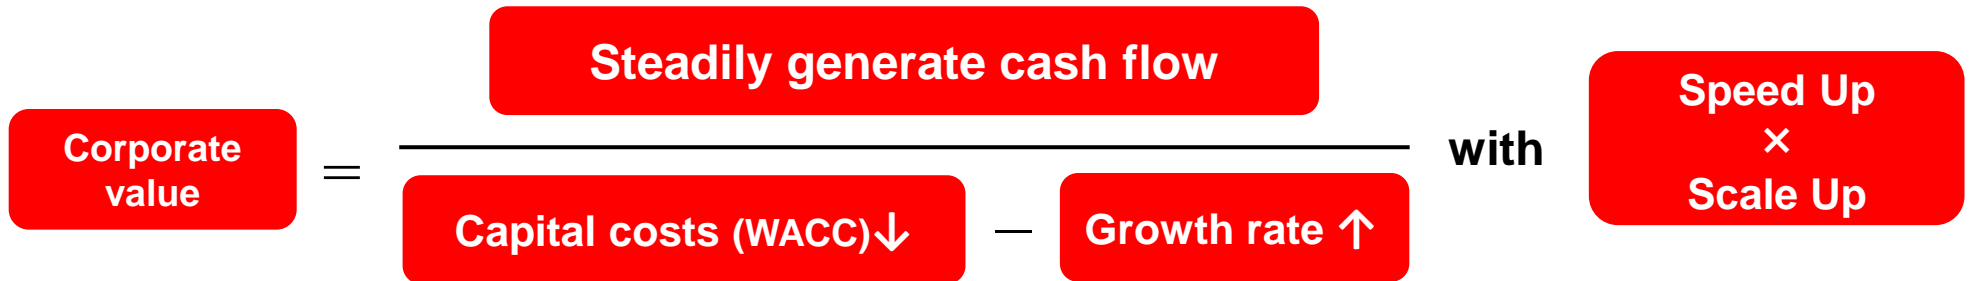 Steadily generate cash flow
Corporate
value
=
Capital costs (WACC)↓
−
Growth rate ↑
with
Speed Up
×
Scale Up